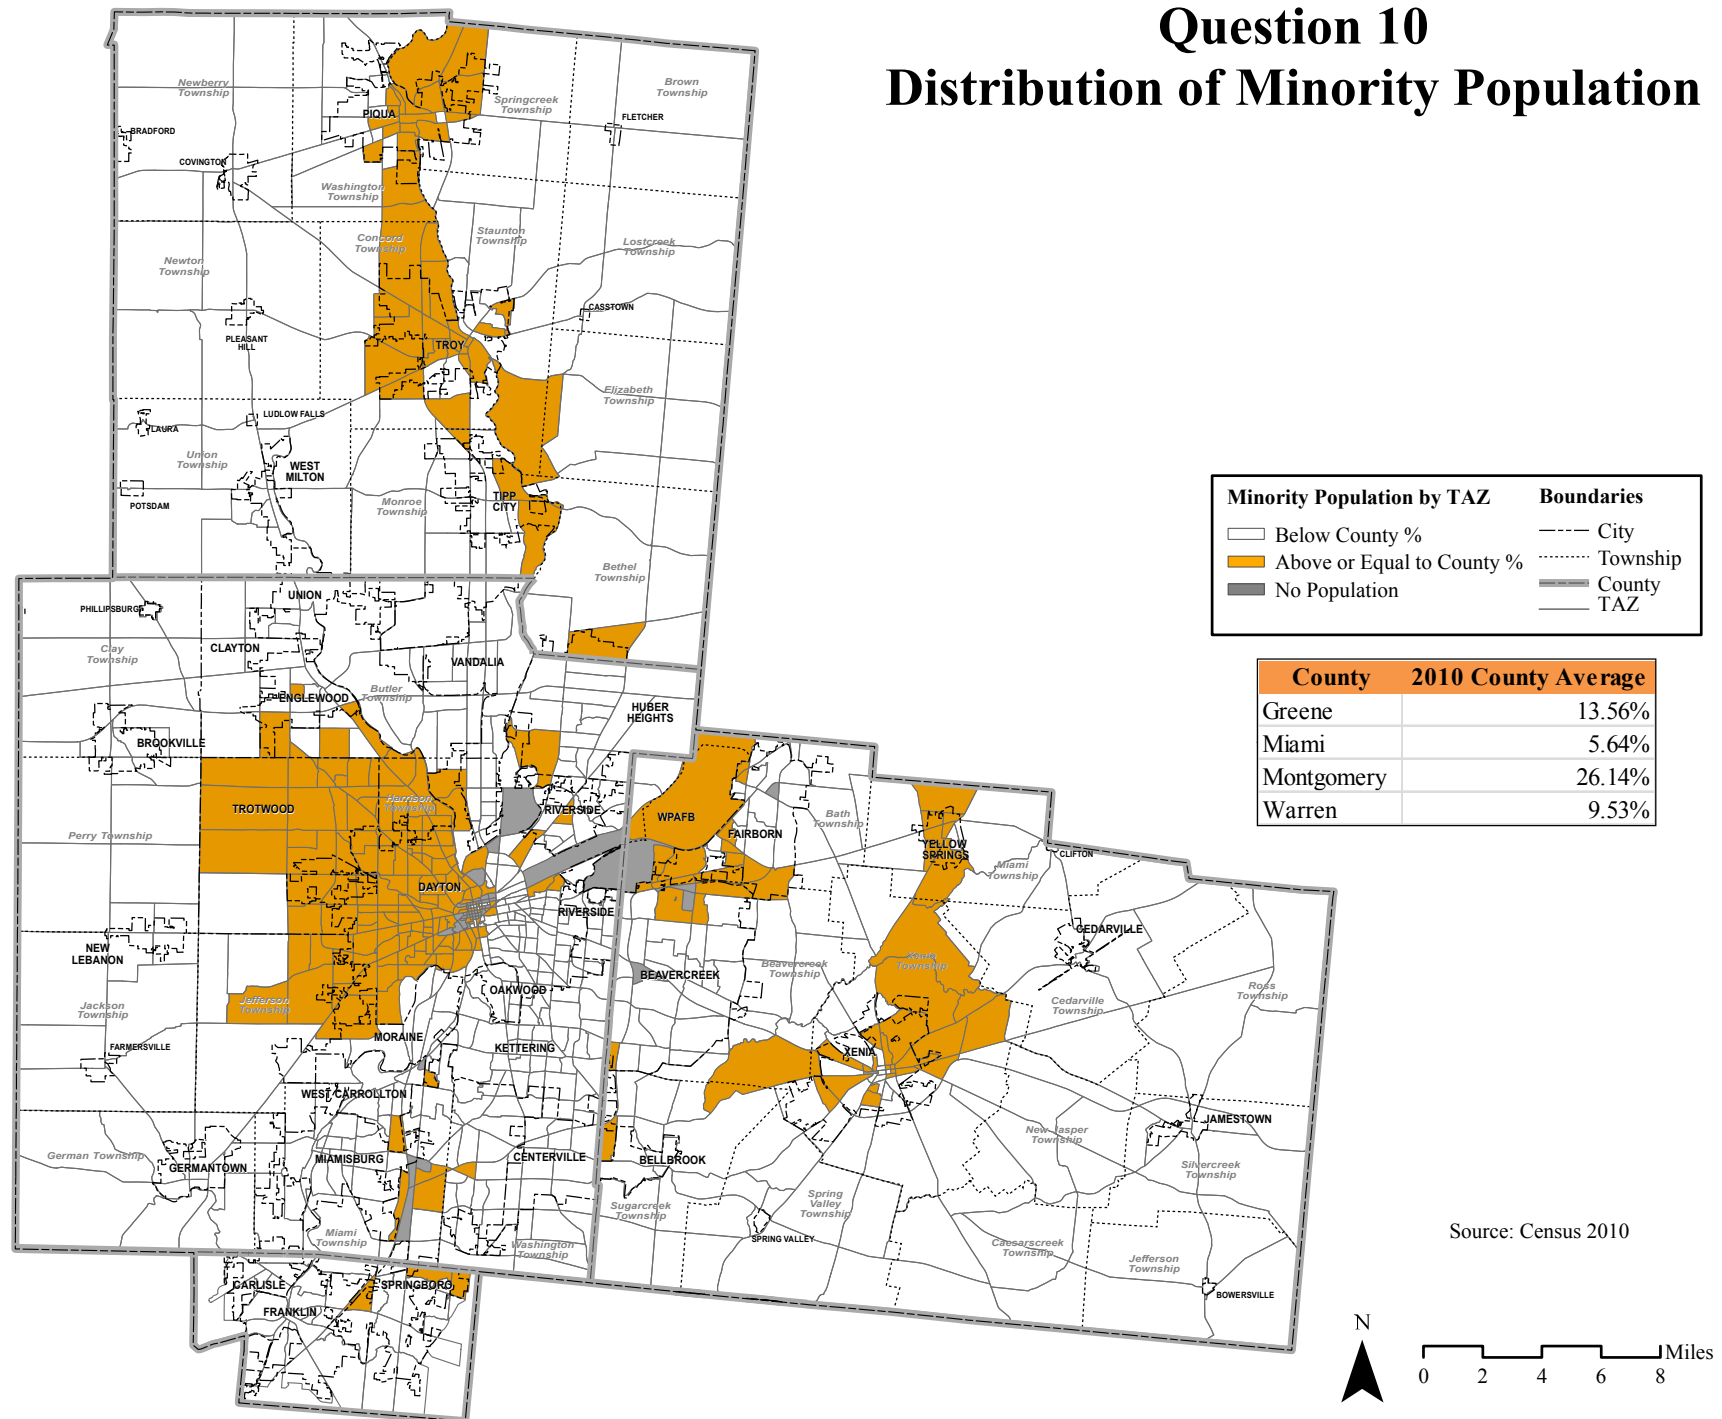 Question 10
Distribution of Minority Population
Newberry
Township
Brown
Township
Springcreek
Township
PIQUA
FLETCHER
BRADFORD
COVINGTON
Washington
Township
Staunton
Township
Concord
Township
Lostcreek
Township
Newton
Township
CASSTOWN
PLEASANT
HILL
TROY
Elizabeth
Township
LUDLOW FALLS
LAURA
Union
Township
WEST
MILTON
POTSDAM
Monroe
Township
TIPP
CITY
Bethel
Township
Minority Population by TAZ
Below County %
Above or Equal to County %
No Population
Boundaries
City
Township
County
TAZ
PHILLIPSBURG
UNION
Clay
Township
CLAYTON
VANDALIA
ENGLEWOOD
Butler
Township
HUBER
HEIGHTS
BROOKVILLE
County 2010 County Average
Greene 13.56%
Miami 5.64%
Montgomery 26.14%
Warren 9.53%
TROTWOOD
Harrison
Township
RIVERSIDE
WPAFB
FAIRBORN
Bath
Township
Perry Township
YELLOW
SPRINGS
CLIFTON
Miami
Township
DAYTON
RIVERSIDE
NEW
LEBANON
CEDARVILLE
BEAVERCREEK
Beavercreek
Township
Xenia
Township
OAKWOOD
Jackson
Township
Jefferson
Township
Cedarville
Township
Ross
Township
MORAINE
FARMERSVILLE
KETTERING
XENIA
WEST CARROLLTON
JAMESTOWN
New Jasper
Township
German Township
GERMANTOWN
MIAMISBURG
CENTERVILLE
BELLBROOK
Silvercreek
Township
Sugarcreek
Township
Spring
Valley
Township
SPRING VALLEY
Miami
Township
Washington
Township
Caesarscreek
Township
Jefferson
Township
Source: Census 2010
CARLISLE
SPRINGBORO
FRANKLIN
BOWERSVILLE
N
Miles
0 2 4 6 8